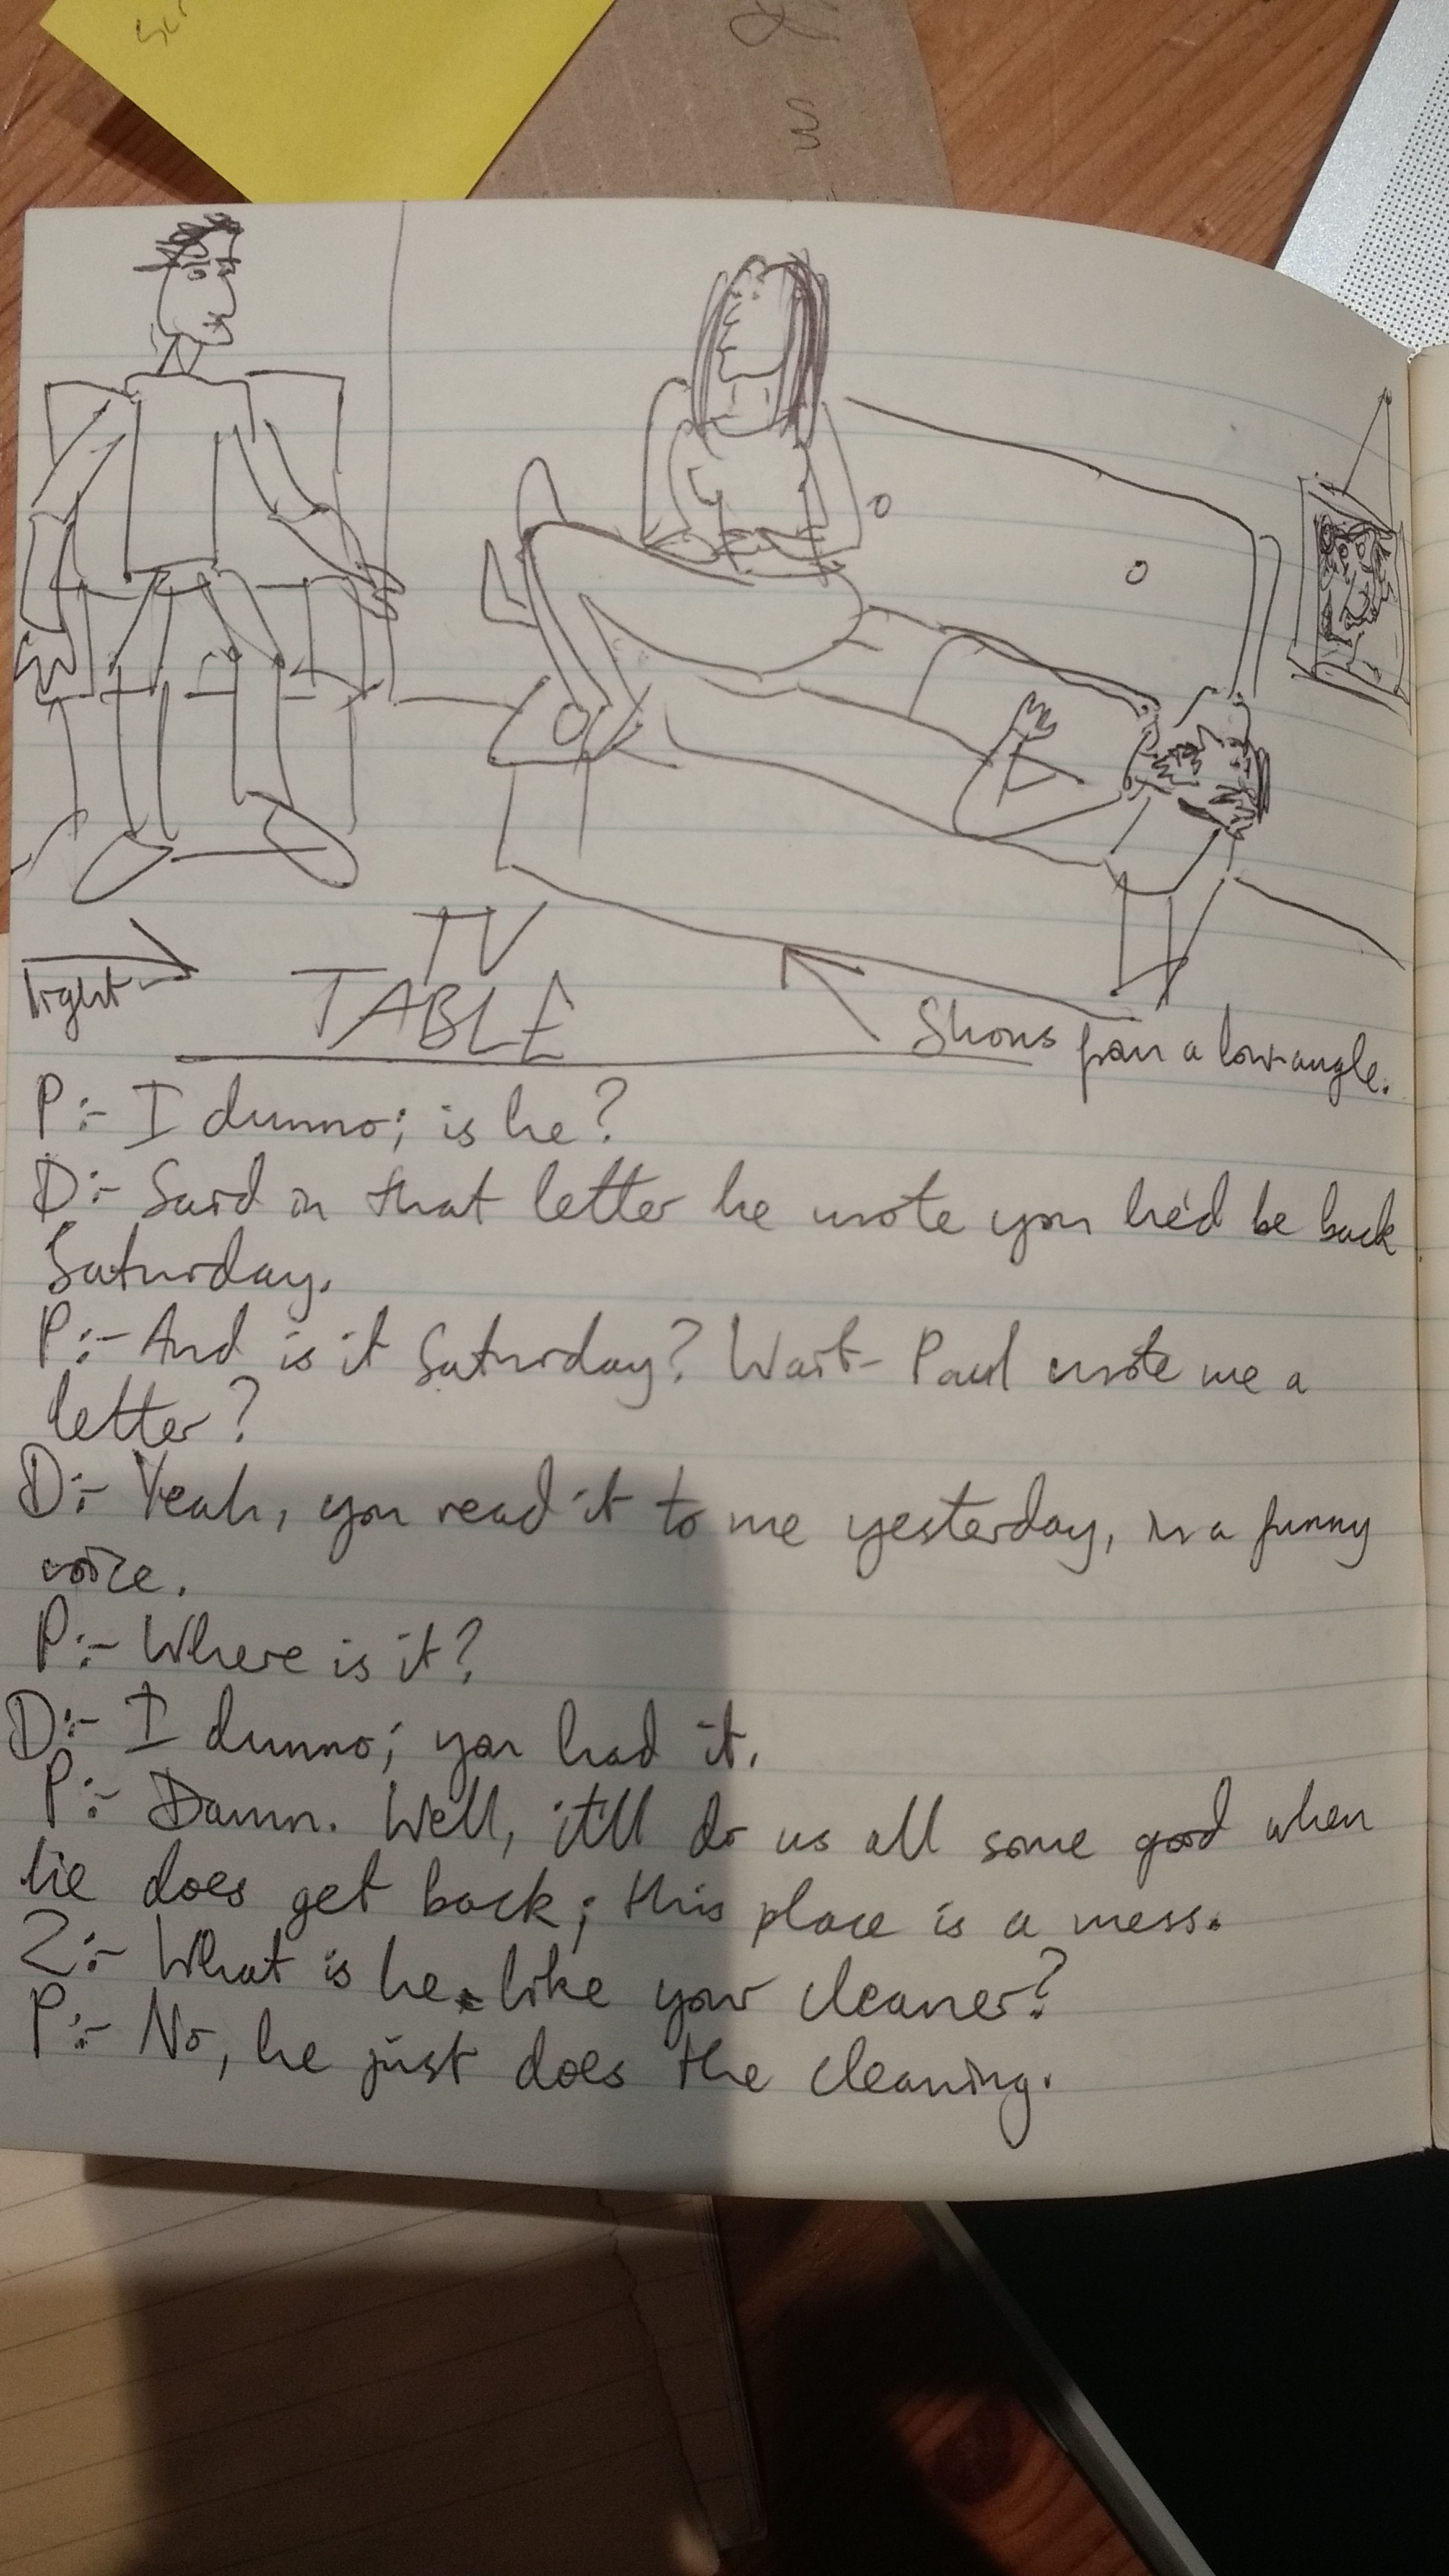 light
TV
TABLE
Shows from a low angle.
P:- I dunno; is he?
D:- Said in that letter he wrote you he'd be back
Saturday.
P:- And is it Saturday? Wait- Paul wrote me a
letter?
D:- Yeah, you read it to me yesterday, in a funny
voice.
P:- Where is it?
D:- I dunno; you had it.
P:- Damn. Well, it'll do us all some good when
he does get back; this place is a mess.
Z:- What is he like your cleaner?
P:- No, he just does the cleaning.